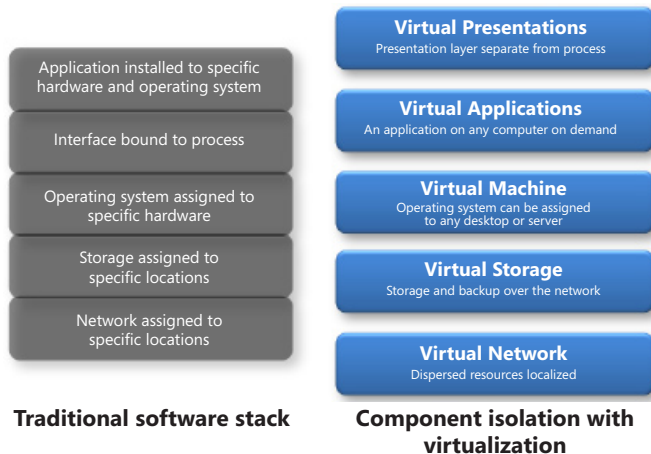 Application installed to specific
hardware and operating system
Interface bound to process
Operating system assigned to
specific hardware
Storage assigned to
specific locations
Network assigned to
specific locations
Traditional software stack
Virtual Presentations
Presentation layer separate from process
Virtual Applications
An application on any computer on demand
Virtual Machine
Operating system can be assigned
to any desktop or server
Virtual Storage
Storage and backup over the network
Virtual Network
Dispersed resources localized
Component isolation with
virtualization